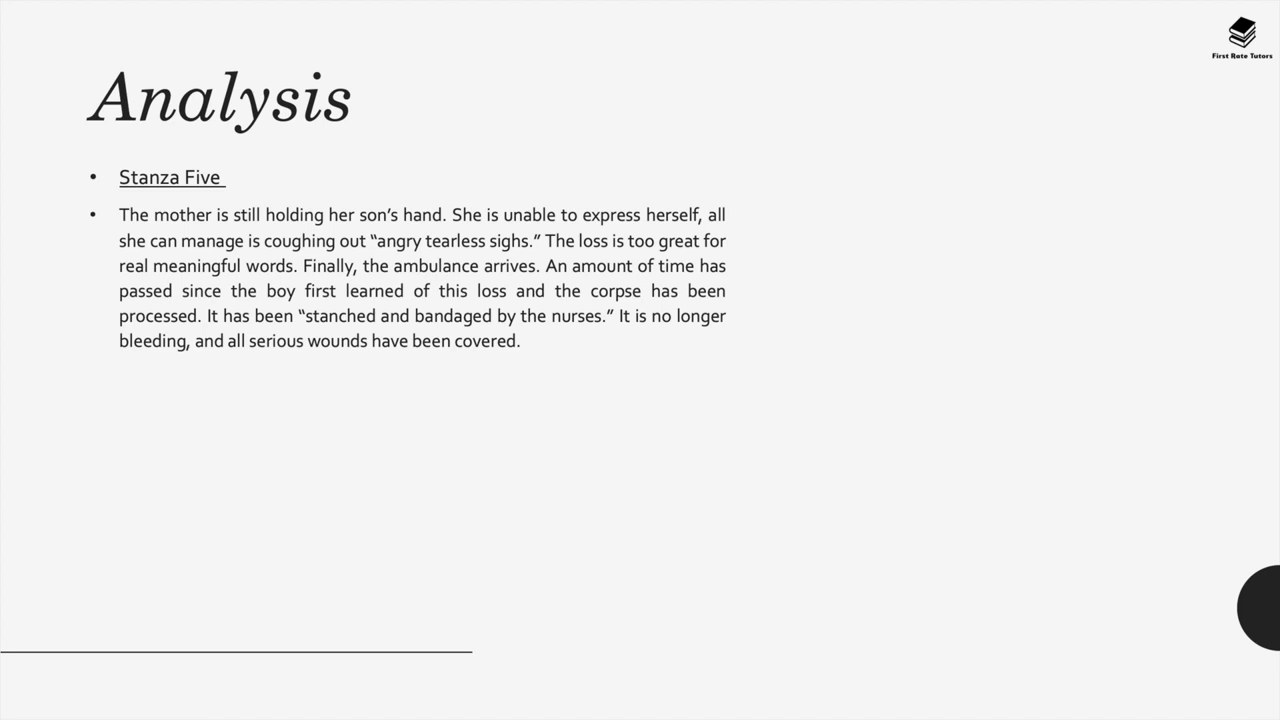 First Rate Tutors
Analysis
• Stanza Five
• The mother is still holding her son’s hand. She is unable to express herself, all
she can manage is coughing out “angry tearless sighs.” The loss is too great for
real meaningful words. Finally, the ambulance arrives. An amount of time has
passed since the boy first learned of this loss and the corpse has been
processed. It has been “stanched and bandaged by the nurses.” It is no longer
bleeding, and all serious wounds have been covered.